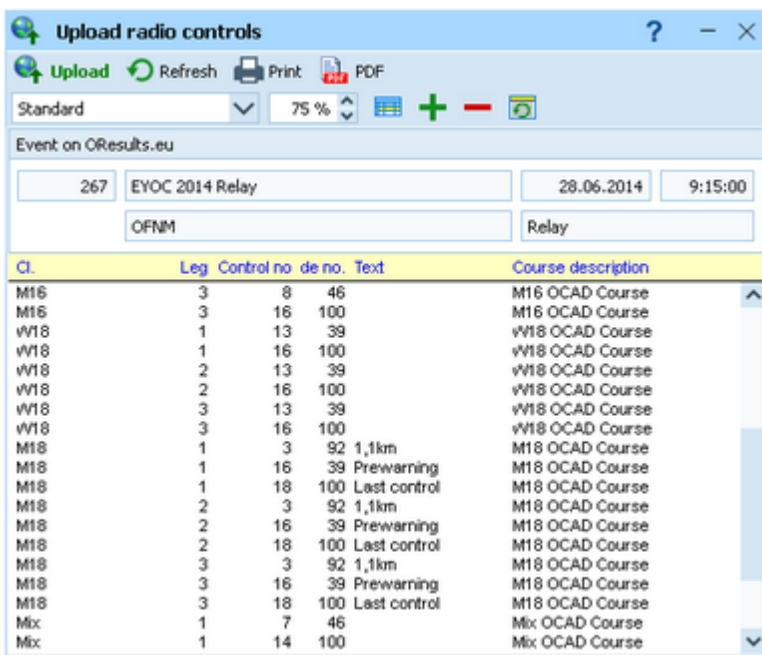 Upload radio controls ?
Upload Refresh Print PDF
Standard 75 %
Event on OResults.eu
267 EYOC 2014 Relay 28.06.2014 9:15:00
OFNM Relay
Cl. Leg Control no de no. Text Course description
M16 3 8 46 M16 OCAD Course
M16 3 16 100 M16 OCAD Course
W18 1 13 39 W18 OCAD Course
W18 1 16 100 W18 OCAD Course
W18 2 13 39 W18 OCAD Course
W18 2 16 100 W18 OCAD Course
W18 3 13 39 W18 OCAD Course
W18 3 16 100 W18 OCAD Course
M18 1 3 92 1,1km M18 OCAD Course
M18 1 16 39 Prewarning M18 OCAD Course
M18 1 18 100 Last control M18 OCAD Course
M18 2 3 92 1,1km M18 OCAD Course
M18 2 16 39 Prewarning M18 OCAD Course
M18 2 18 100 Last control M18 OCAD Course
M18 3 3 92 1,1km M18 OCAD Course
M18 3 16 39 Prewarning M18 OCAD Course
M18 3 18 100 Last control M18 OCAD Course
Mix 1 7 46 Mix OCAD Course
Mix 1 14 100 Mix OCAD Course